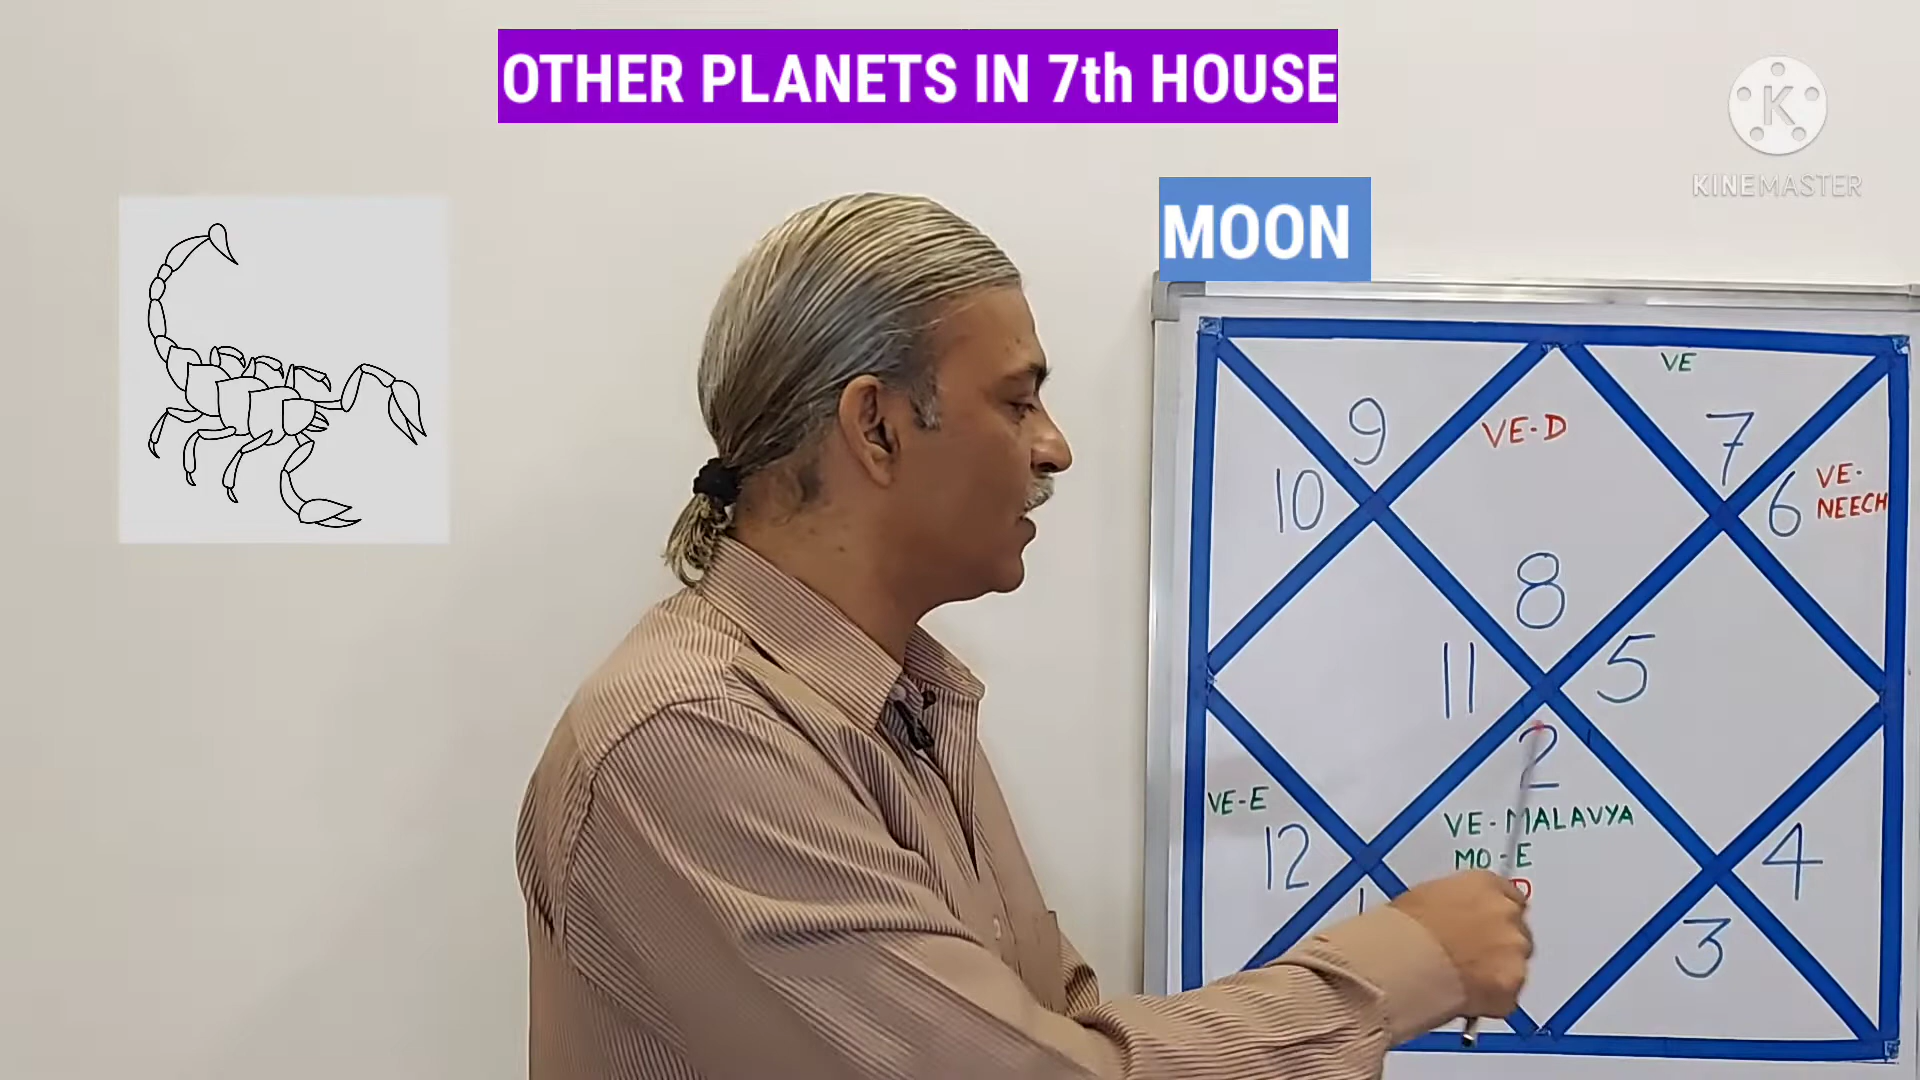 OTHER PLANETS IN 7th HOUSE
K
KINEMASTER
MOON
VE
9
VE-D
7
10
6
VE-
NEECH
8
11
5
2
VE-E
VE-MALAVYA
12
MO-E
4
3